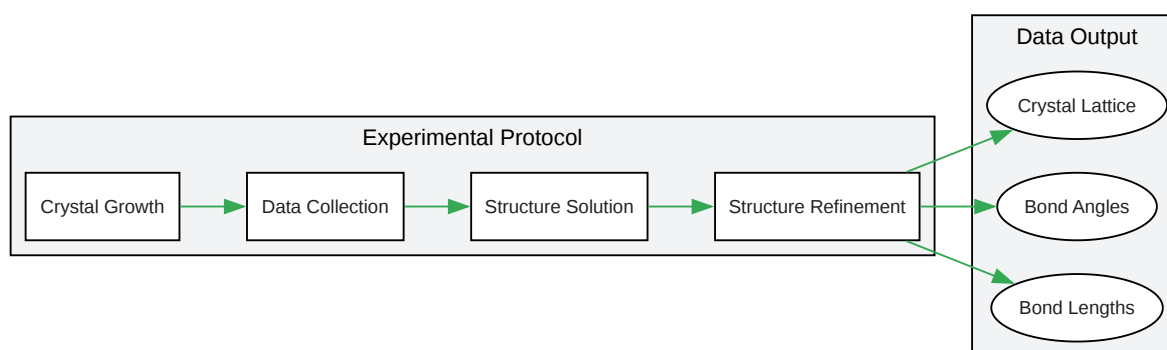 Data Output
Crystal Lattice
Experimental Protocol
Crystal Growth
Data Collection
Structure Solution
Structure Refinement
Bond Angles
Bond Lengths